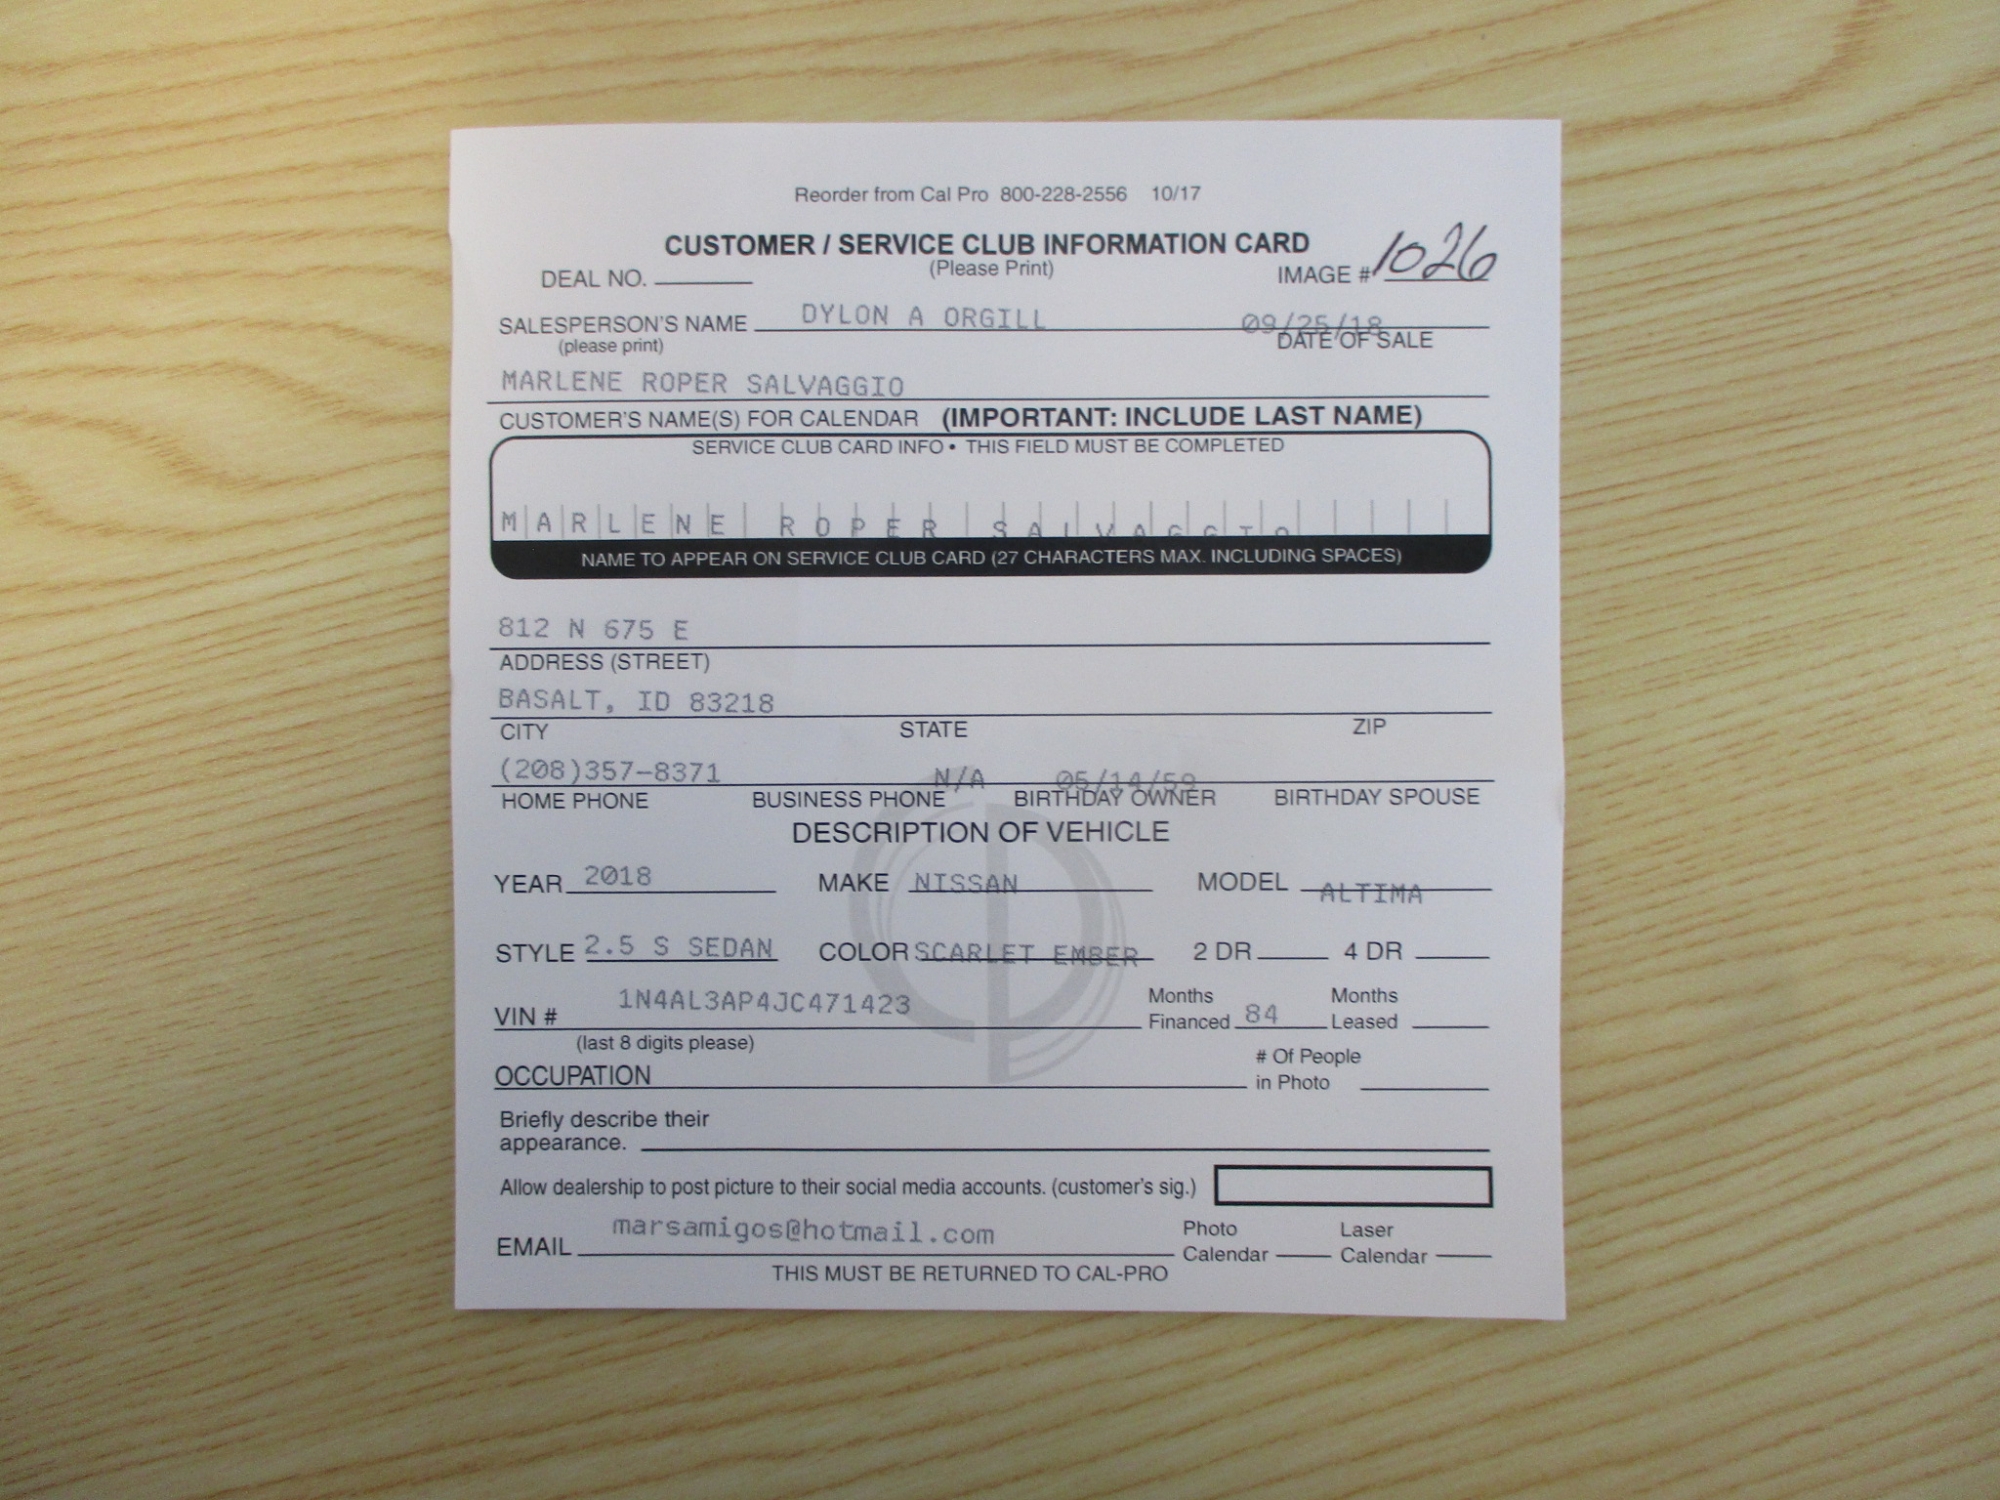 Reorder from Cal Pro 800-228-2556 10/17
CUSTOMER / SERVICE CLUB INFORMATION CARD
(Please Print)
DEAL NO.
IMAGE # 1026
SALESPERSON'S NAME DYLON A ORGILL 09/25/18
(please print) DATE OF SALE
MARLENE ROPER SALVAGGIO
CUSTOMER'S NAME(S) FOR CALENDAR (IMPORTANT: INCLUDE LAST NAME)
SERVICE CLUB CARD INFO • THIS FIELD MUST BE COMPLETED
MARLENE ROPER SALVAGGIO
NAME TO APPEAR ON SERVICE CLUB CARD (27 CHARACTERS MAX. INCLUDING SPACES)
812 N 675 E
ADDRESS (STREET)
BASALT, ID 83218
CITY STATE ZIP
(208)357-8371 N/A 05/14/59
HOME PHONE BUSINESS PHONE BIRTHDAY OWNER BIRTHDAY SPOUSE
DESCRIPTION OF VEHICLE
YEAR 2018 MAKE NISSAN MODEL ALTIMA
STYLE 2.5 S SEDAN COLOR SCARLET EMBER 2 DR 4 DR
VIN # 1N4AL3AP4JC471423 Months Financed 84 Months Leased
(last 8 digits please)
OCCUPATION # Of People in Photo
Briefly describe their
appearance.
Allow dealership to post picture to their social media accounts. (customer's sig.)
EMAIL marsamigos@hotmail.com Photo Calendar Laser Calendar
THIS MUST BE RETURNED TO CAL-PRO